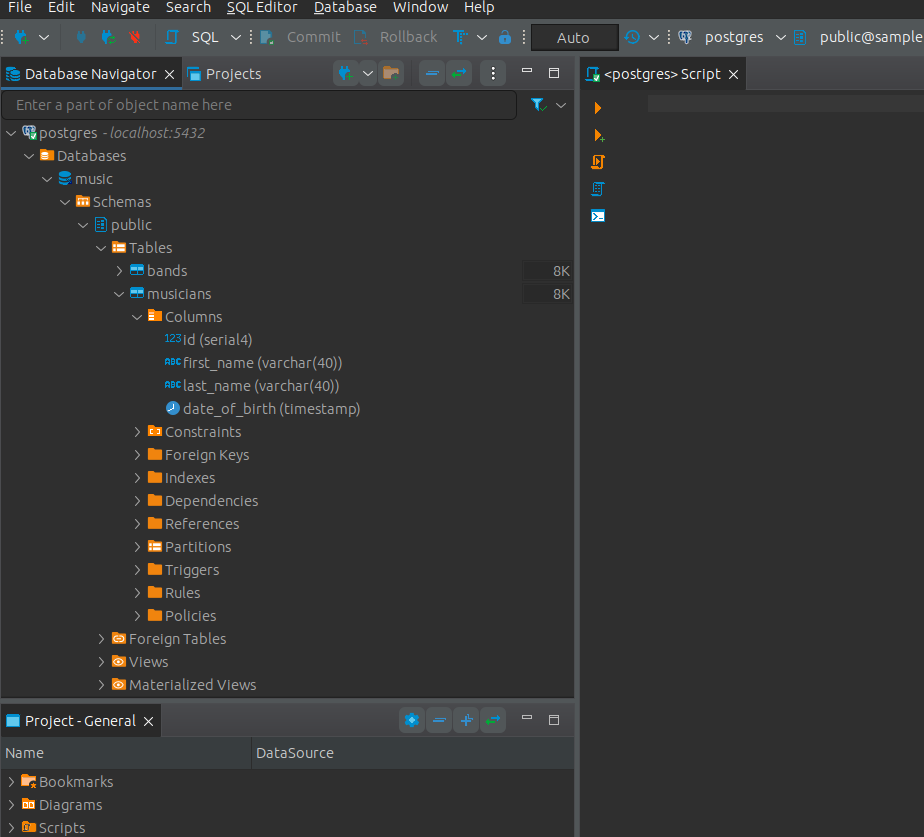 File Edit Navigate Search SQL Editor Database Window Help
SQL Commit Rollback Auto postgres public@sample
Database Navigator Projects
Enter a part of object name here
postgres - localhost:5432
Databases
music
Schemas
public
Tables
bands 8K
musicians 8K
Columns
123 id (serial4)
ABC first_name (varchar(40))
ABC last_name (varchar(40))
date_of_birth (timestamp)
Constraints
Foreign Keys
Indexes
Dependencies
References
Partitions
Triggers
Rules
Policies
Foreign Tables
Views
Materialized Views
Project - General
Name DataSource
Bookmarks
Diagrams
Scripts
<postgres> Script